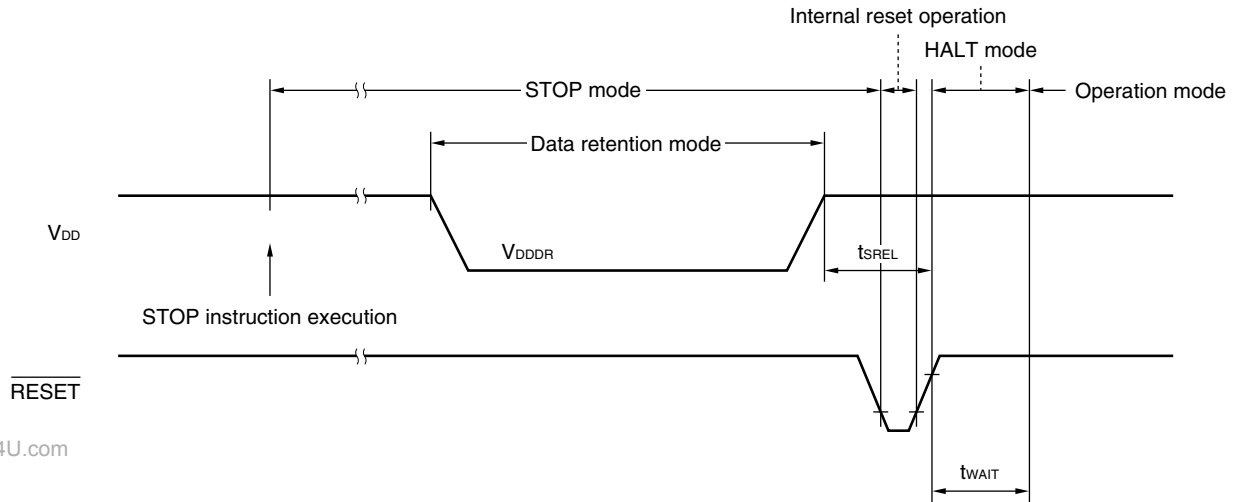 Internal reset operation
HALT mode
STOP mode
Operation mode
Data retention mode
VDD
VDDDR
tSREL
STOP instruction execution
RESET
4U.com
tWAIT